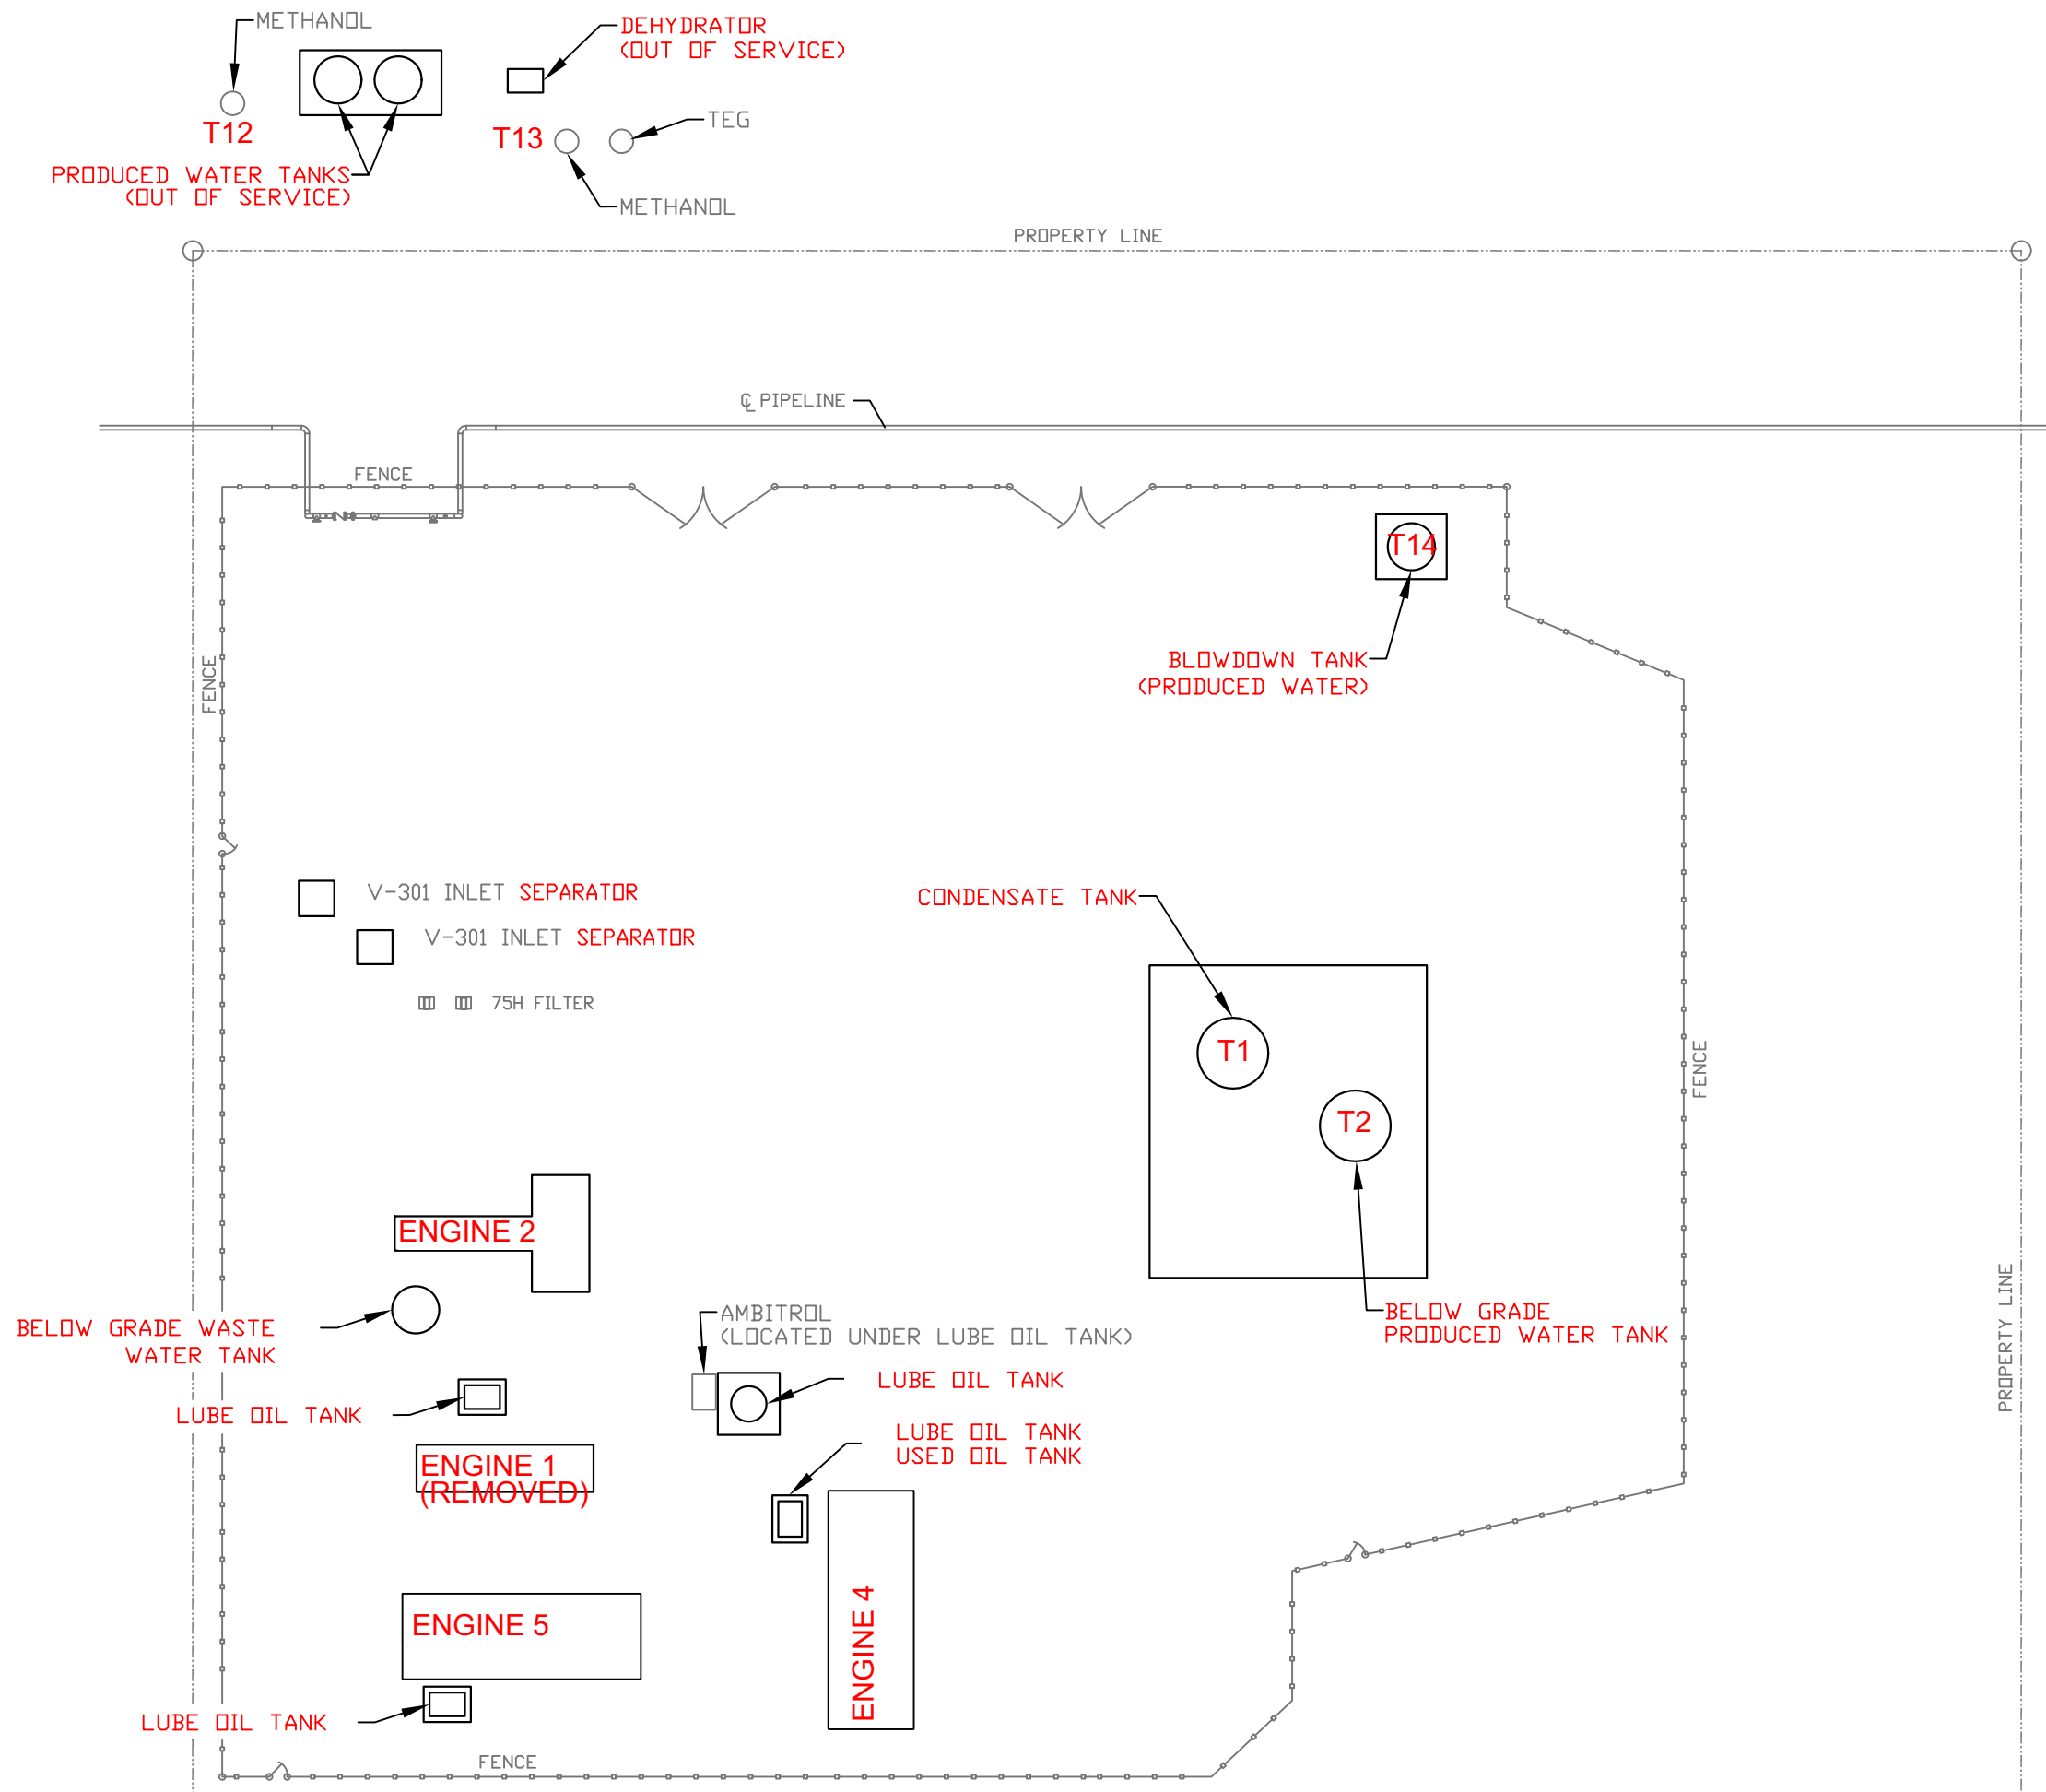 METHANOL
DEHYDRATOR
(OUT OF SERVICE)
T12
T13
TEG
PRODUCED WATER TANKS
(OUT OF SERVICE)
METHANOL
PROPERTY LINE
℄ PIPELINE
FENCE
T14
FENCE
BLOWDOWN TANK
(PRODUCED WATER)
V-301 INLET SEPARATOR
CONDENSATE TANK
V-301 INLET SEPARATOR
75H FILTER
T1
FENCE
T2
ENGINE 2
BELOW GRADE WASTE
WATER TANK
AMBITROL
(LOCATED UNDER LUBE OIL TANK)
BELOW GRADE
PRODUCED WATER TANK
PROPERTY LINE
LUBE OIL TANK
LUBE OIL TANK
LUBE OIL TANK
USED OIL TANK
ENGINE 1
(REMOVED)
ENGINE 5
ENGINE 4
LUBE OIL TANK
FENCE